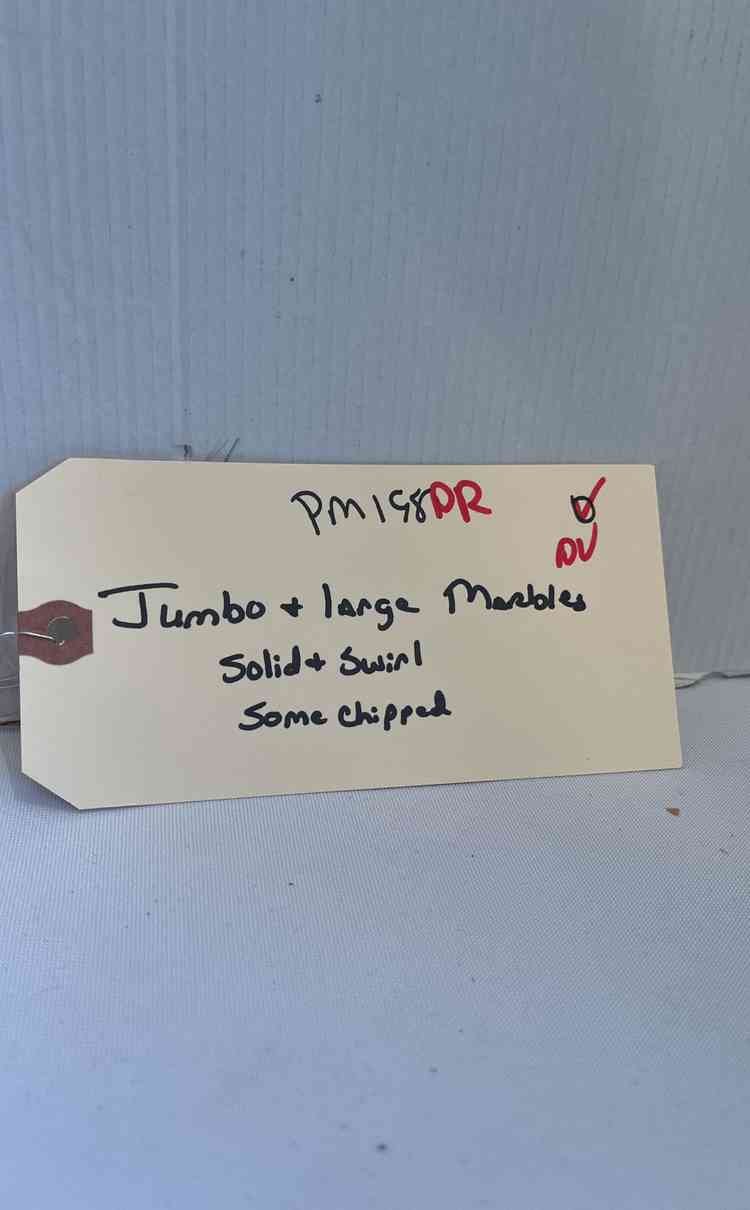 PM198DR
DV
Jumbo + large Marbles
Solid + Swirl
Some chipped